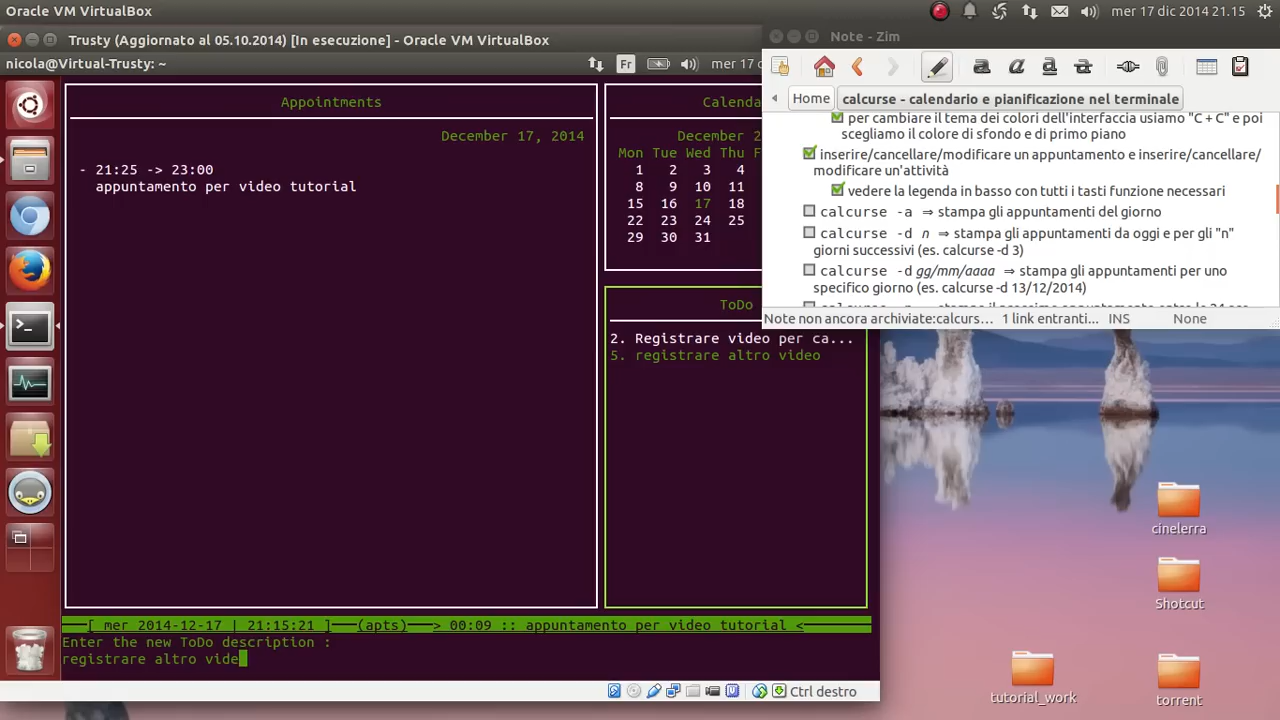 Oracle VM VirtualBox
mer 17 dic 2014 21.15
Trusty (Aggiornato al 05.10.2014) [In esecuzione] - Oracle VM VirtualBox
nicola@Virtual-Trusty: ~
Fr
mer 17 d
Appointments
December 17, 2014
- 21:25 -> 23:00
appuntamento per video tutorial
Calenda
December 2
Mon Tue Wed Thu F
1 2 3 4
8 9 10 11
15 16 17 18
22 23 24 25
29 30 31
ToDo
2. Registrare video per ca...
5. registrare altro video
[ mer 2014-12-17 | 21:15:21 ] (apts) > 00:09 :: appuntamento per video tutorial <
Enter the new ToDo description :
registrare altro vide
Ctrl destro
Note - Zim
Home
calcurse - calendario e pianificazione nel terminale
per cambiare il tema dei colori dell'interfaccia usiamo "C + C" e poi
scegliamo il colore di sfondo e di primo piano
inserire/cancellare/modificare un appuntamento e inserire/cancellare/
modificare un'attività
vedere la legenda in basso con tutti i tasti funzione necessari
calcurse -a ⇒ stampa gli appuntamenti del giorno
calcurse -d n ⇒ stampa gli appuntamenti da oggi e per gli "n"
giorni successivi (es. calcurse -d 3)
calcurse -d gg/mm/aaaa ⇒ stampa gli appuntamenti per uno
specifico giorno (es. calcurse -d 13/12/2014)
Note non ancora archiviate:calcurs...
1 link entranti...
INS
None
cinelerra
Shotcut
tutorial_work
torrent